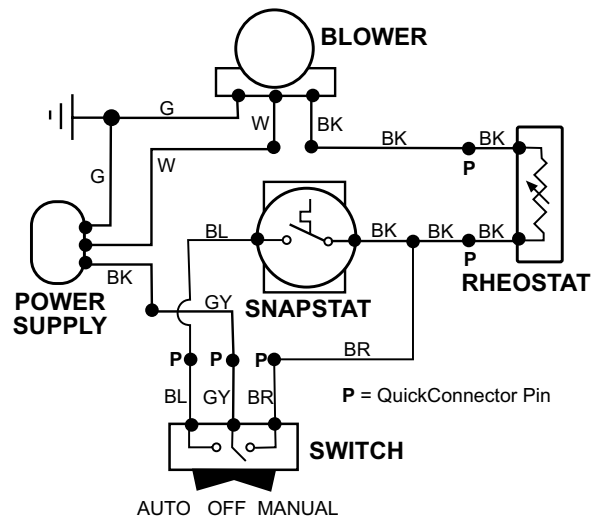 BLOWER
G
W
BK
BK
BK
P
G
W
BL
BK
BK
BK
P
RHEOSTAT
BK
GY
SNAPSTAT
POWER
SUPPLY
P
P
P
BR
BL
GY
BR
P = QuickConnector Pin
SWITCH
AUTO OFF MANUAL